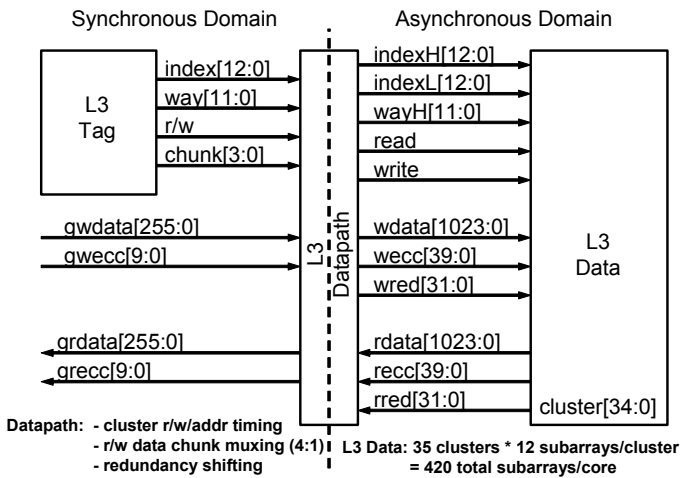 Synchronous Domain
Asynchronous Domain
L3
Tag
index[12:0]
way[11:0]
r/w
chunk[3:0]
gwdata[255:0]
gwecc[9:0]
grdata[255:0]
grecc[9:0]
L3
Datapath
indexH[12:0]
indexL[12:0]
wayH[11:0]
read
write
wdata[1023:0]
wecc[39:0]
wred[31:0]
rdata[1023:0]
recc[39:0]
rred[31:0]
L3
Data
cluster[34:0]
Datapath: - cluster r/w/addr timing
- r/w data chunk muxing (4:1)
- redundancy shifting
L3 Data: 35 clusters * 12 subarrays/cluster
= 420 total subarrays/core